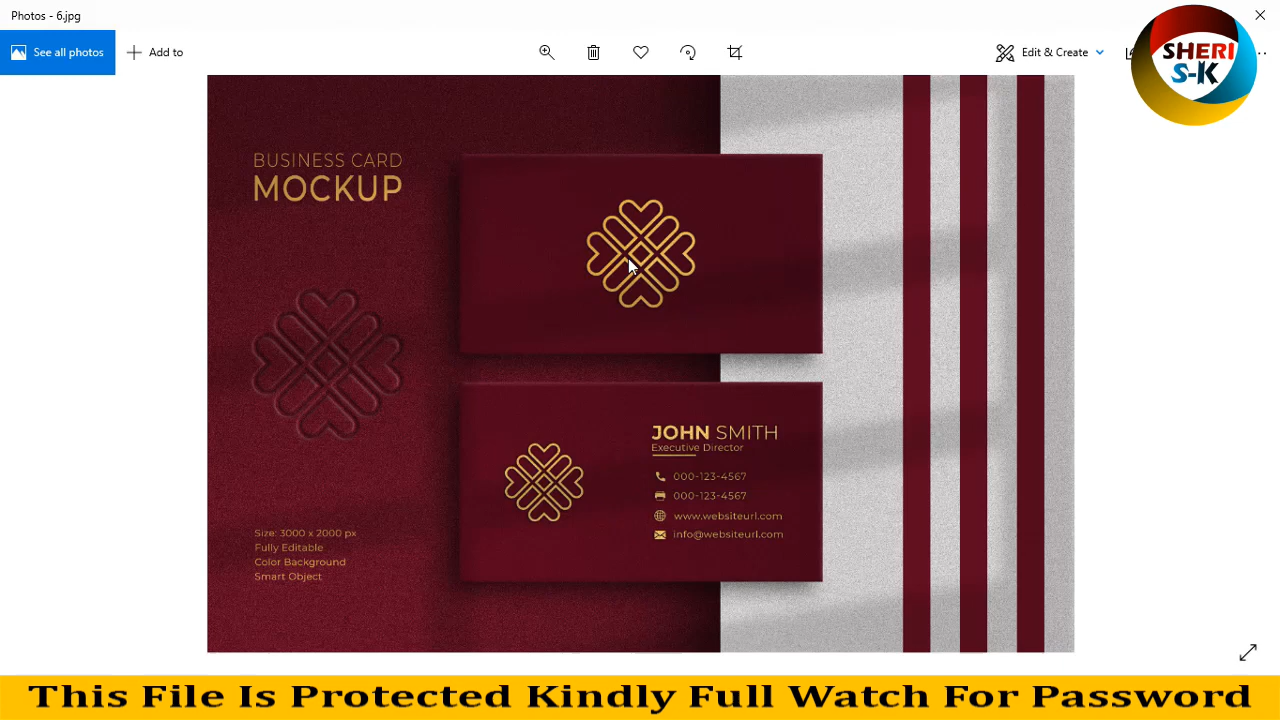 Photos - 6.jpg
See all photos
Add to
Edit & Create
SHERI
S-K
BUSINESS CARD
MOCKUP
JOHN SMITH
Executive Director
000-123-4567
000-123-4567
www.websiteurl.com
info@websiteurl.com
Size: 3000 x 2000 px
Fully Editable
Color Background
Smart Object
This File Is Protected Kindly Full Watch For Password